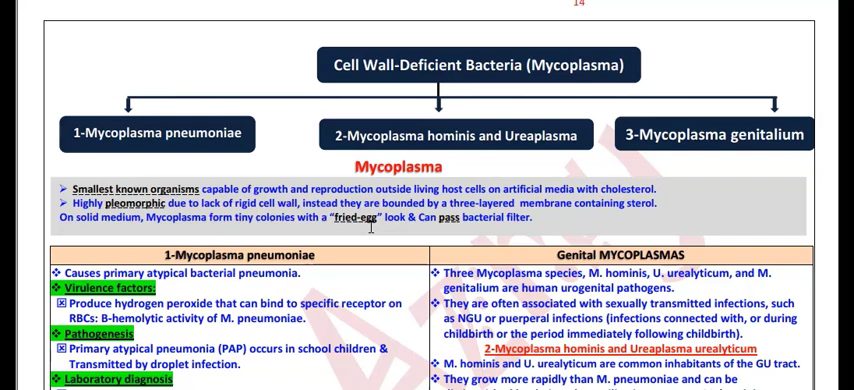 14
Cell Wall-Deficient Bacteria (Mycoplasma)
1-Mycoplasma pneumoniae
2-Mycoplasma hominis and Ureaplasma
3-Mycoplasma genitalium
Mycoplasma
➢ Smallest known organisms capable of growth and reproduction outside living host cells on artificial media with cholesterol.
➢ Highly pleomorphic due to lack of rigid cell wall, instead they are bounded by a three-layered membrane containing sterol.
On solid medium, Mycoplasma form tiny colonies with a "fried-egg" look & Can pass bacterial filter.
1-Mycoplasma pneumoniae
❖ Causes primary atypical bacterial pneumonia.
❖ Virulence factors:
☒ Produce hydrogen peroxide that can bind to specific receptor on
RBCs: B-hemolytic activity of M. pneumoniae.
❖ Pathogenesis
☒ Primary atypical pneumonia (PAP) occurs in school children &
Transmitted by droplet infection.
❖ Laboratory diagnosis
Genital MYCOPLASMAS
❖ Three Mycoplasma species, M. hominis, U. urealyticum, and M.
genitalium are human urogenital pathogens.
❖ They are often associated with sexually transmitted infections, such
as NGU or puerperal infections (infections connected with, or during
childbirth or the period immediately following childbirth).
2-Mycoplasma hominis and Ureaplasma urealyticum
❖ M. hominis and U. urealyticum are common inhabitants of the GU tract.
❖ They grow more rapidly than M. pneumoniae and can be